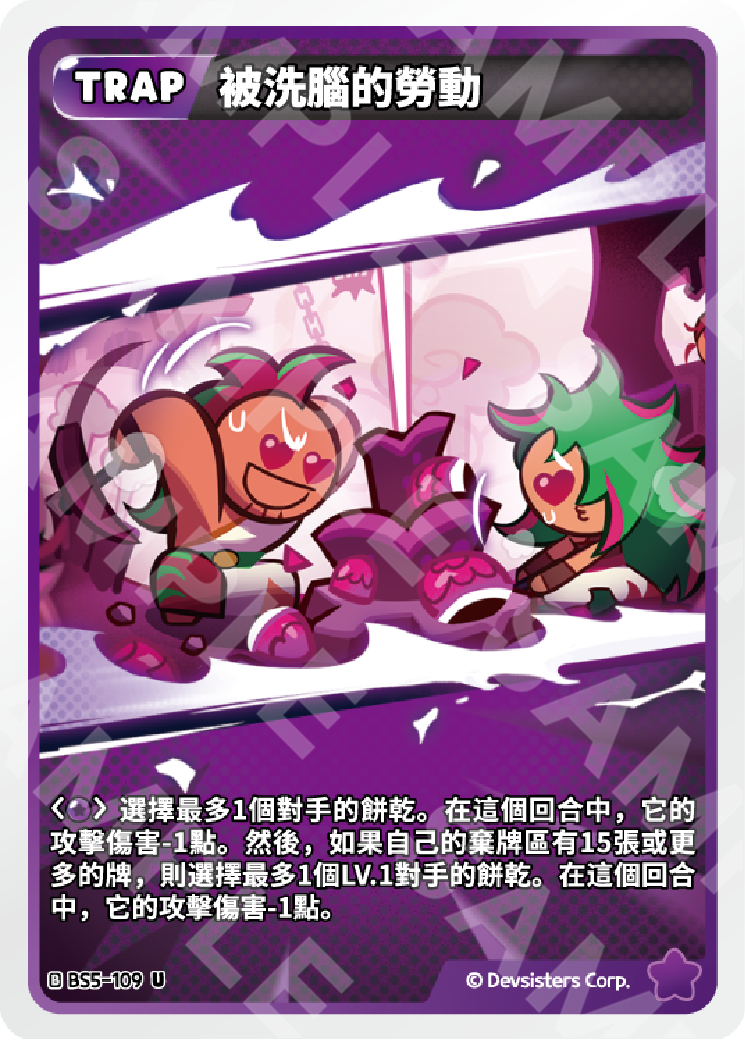 TRAP 被洗腦的勞動
〈●〉 選擇最多1個對手的餅乾。在這個回合中，它的
攻擊傷害-1點。然後，如果自己的棄牌區有15張或更
多的牌，則選擇最多1個LV.1對手的餅乾。在這個回合
中，它的攻擊傷害-1點。
B BS5-109 U
© Devsisters Corp.
SAMPLE